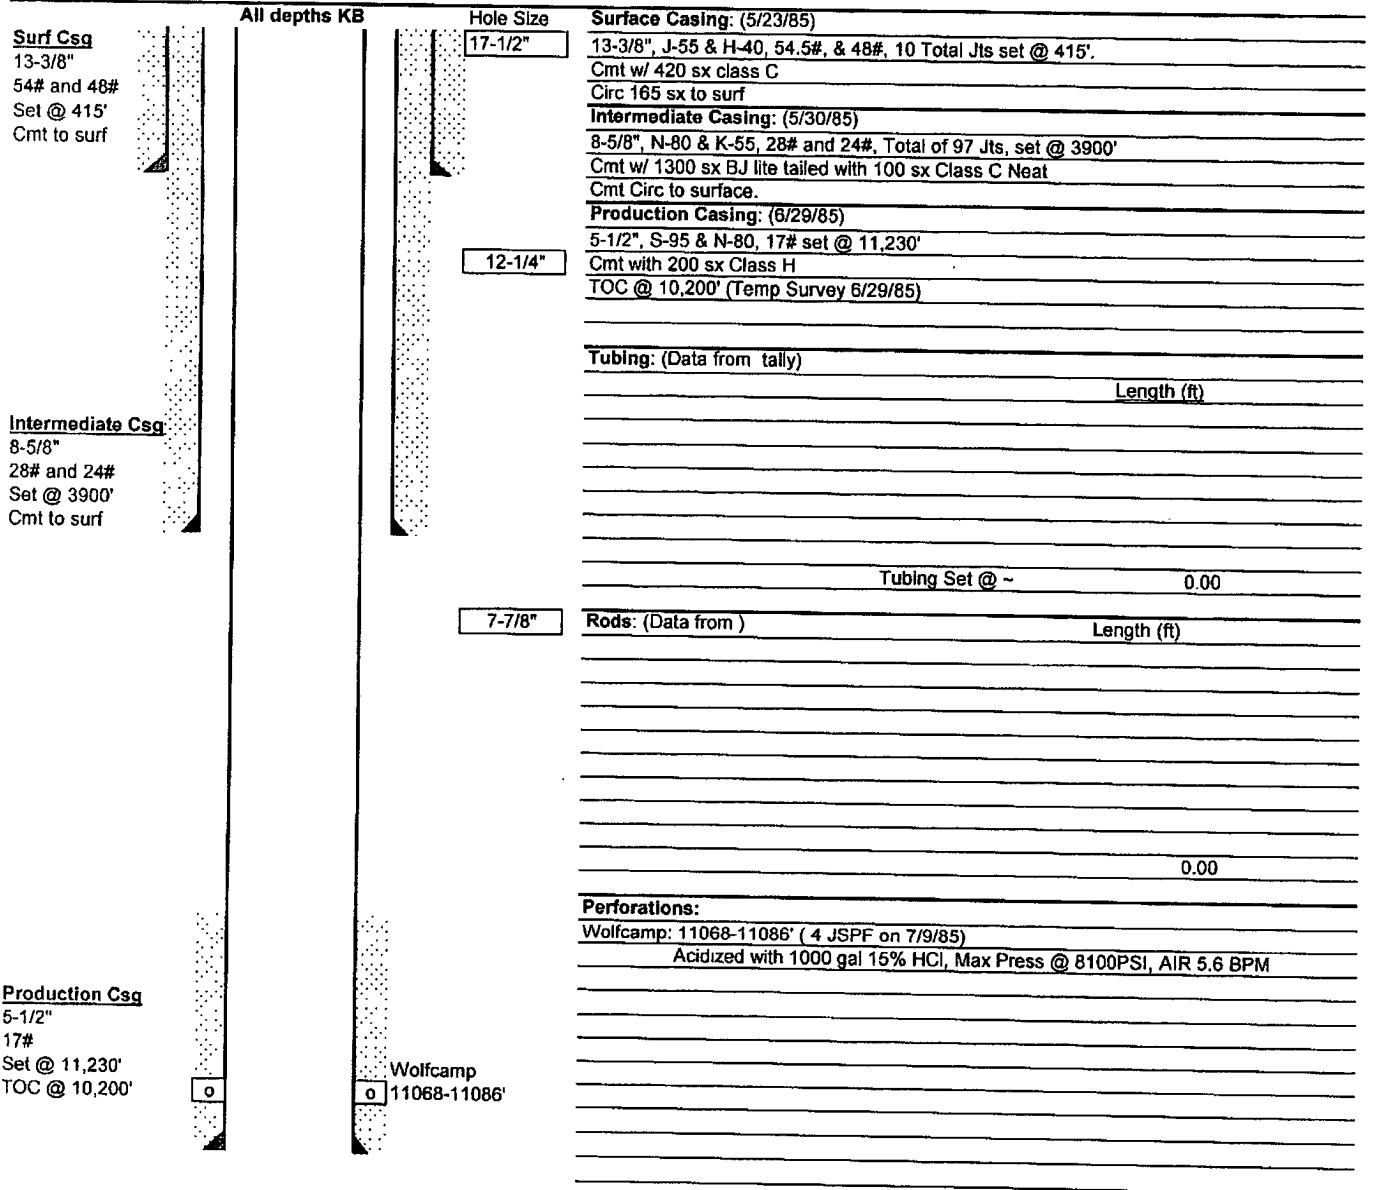 All depths KB
Surf Csg
13-3/8"
54# and 48#
Set @ 415'
Cmt to surf
Hole Size
17-1/2"
Surface Casing: (5/23/85)
13-3/8", J-55 & H-40, 54.5#, & 48#, 10 Total Jts set @ 415'.
Cmt w/ 420 sx class C
Circ 165 sx to surf
Intermediate Casing: (5/30/85)
8-5/8", N-80 & K-55, 28# and 24#, Total of 97 Jts, set @ 3900'
Cmt w/ 1300 sx BJ lite tailed with 100 sx Class C Neat
Cmt Circ to surface.
Production Casing: (6/29/85)
5-1/2", S-95 & N-80, 17# set @ 11,230'
12-1/4"
Cmt with 200 sx Class H
TOC @ 10,200' (Temp Survey 6/29/85)
Tubing: (Data from tally)
Length (ft)
Intermediate Csg
8-5/8"
28# and 24#
Set @ 3900'
Cmt to surf
Tubing Set @ ~ 0.00
7-7/8"
Rods: (Data from ) Length (ft)
0.00
Perforations:
Wolfcamp: 11068-11086' ( 4 JSPF on 7/9/85)
Acidized with 1000 gal 15% HCl, Max Press @ 8100PSI, AIR 5.6 BPM
Production Csg
5-1/2"
17#
Set @ 11,230'
TOC @ 10,200'
o
o
Wolfcamp
11068-11086'